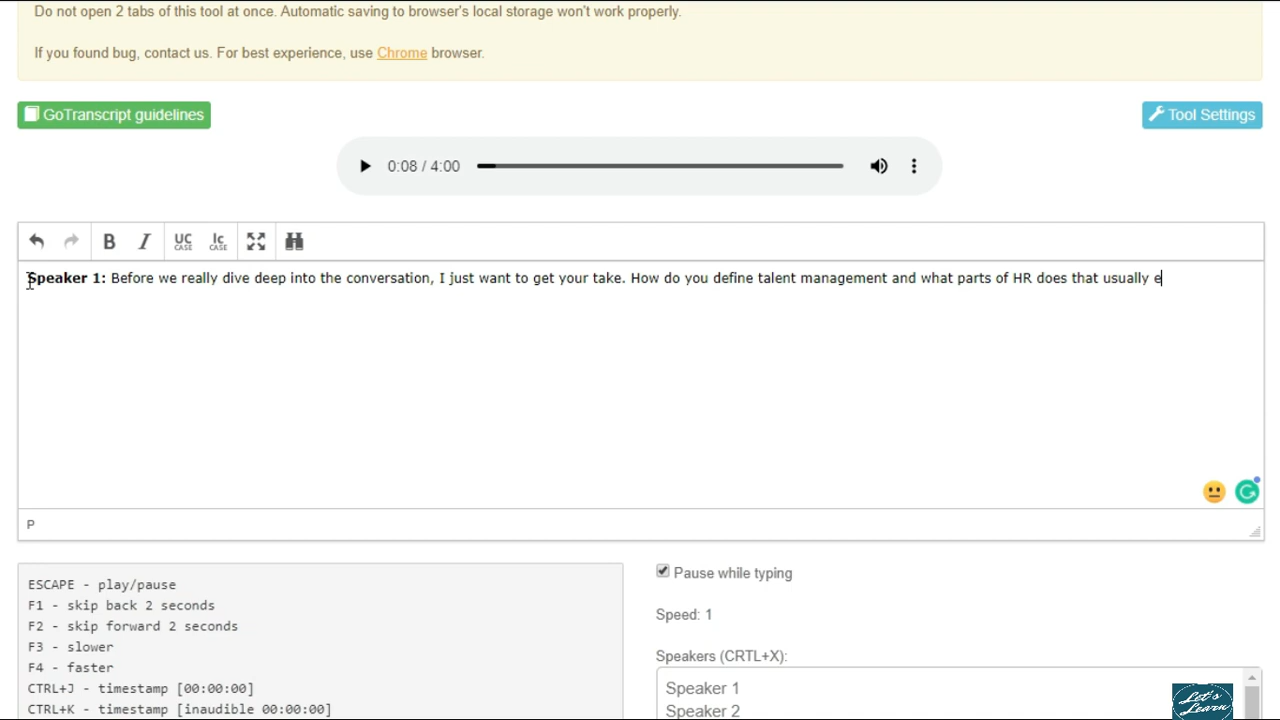 Do not open 2 tabs of this tool at once. Automatic saving to browser's local storage won't work properly.
If you found bug, contact us. For best experience, use Chrome browser.
GoTranscript guidelines
Tool Settings
0:08 / 4:00
B I UC CASE lc CASE
Speaker 1: Before we really dive deep into the conversation, I just want to get your take. How do you define talent management and what parts of HR does that usually e
P
ESCAPE - play/pause
F1 - skip back 2 seconds
F2 - skip forward 2 seconds
F3 - slower
F4 - faster
CTRL+J - timestamp [00:00:00]
CTRL+K - timestamp [inaudible 00:00:00]
Pause while typing
Speed: 1
Speakers (CRTL+X):
Speaker 1
Speaker 2
Let's
Learn